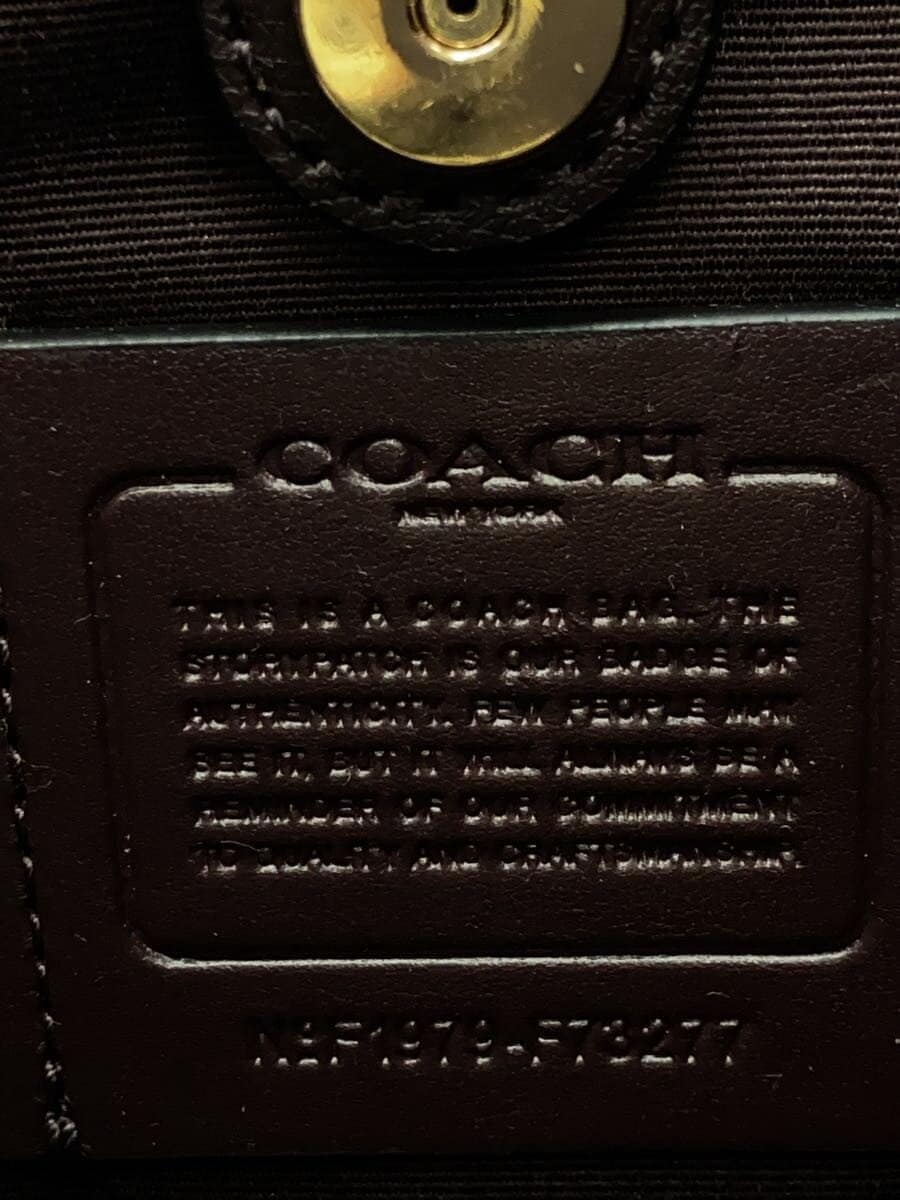 COACH
NEW YORK
THIS IS A COACH BAG. THE
STORYPATCH IS OUR BADGE OF
AUTHENTICITY. FEW PEOPLE MAY
SEE IT, BUT IT WILL ALWAYS BE A
REMINDER OF OUR COMMITMENT
TO QUALITY AND CRAFTSMANSHIP.
NºF1979-F73277